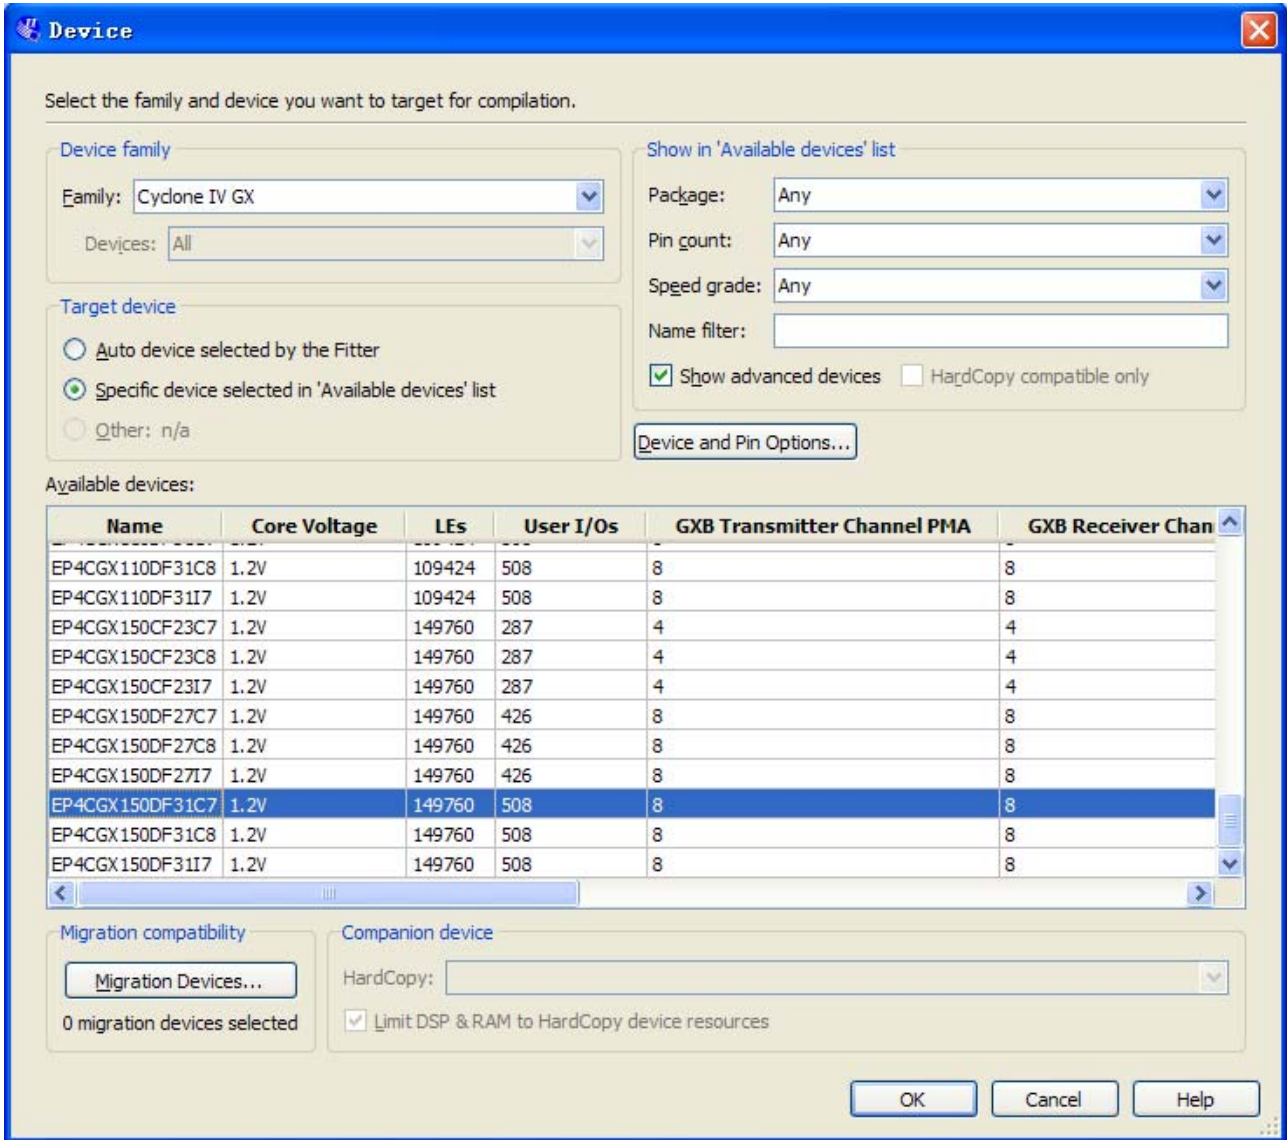 Device
Select the family and device you want to target for compilation.
Device family
Family: Cyclone IV GX
Devices: All
Target device
Auto device selected by the Fitter
Specific device selected in 'Available devices' list
Other: n/a
Show in 'Available devices' list
Package: Any
Pin count: Any
Speed grade: Any
Name filter:
Show advanced devices HardCopy compatible only
Device and Pin Options...
Available devices:
Name Core Voltage LEs User I/Os GXB Transmitter Channel PMA GXB Receiver Chan
EP4CGX110DF31C8 1.2V 109424 508 8 8
EP4CGX110DF31I7 1.2V 109424 508 8 8
EP4CGX150CF23C7 1.2V 149760 287 4 4
EP4CGX150CF23C8 1.2V 149760 287 4 4
EP4CGX150CF23I7 1.2V 149760 287 4 4
EP4CGX150DF27C7 1.2V 149760 426 8 8
EP4CGX150DF27C8 1.2V 149760 426 8 8
EP4CGX150DF27I7 1.2V 149760 426 8 8
EP4CGX150DF31C7 1.2V 149760 508 8 8
EP4CGX150DF31C8 1.2V 149760 508 8 8
EP4CGX150DF31I7 1.2V 149760 508 8 8
Migration compatibility
Migration Devices...
0 migration devices selected
Companion device
HardCopy:
Limit DSP & RAM to HardCopy device resources
OK Cancel Help